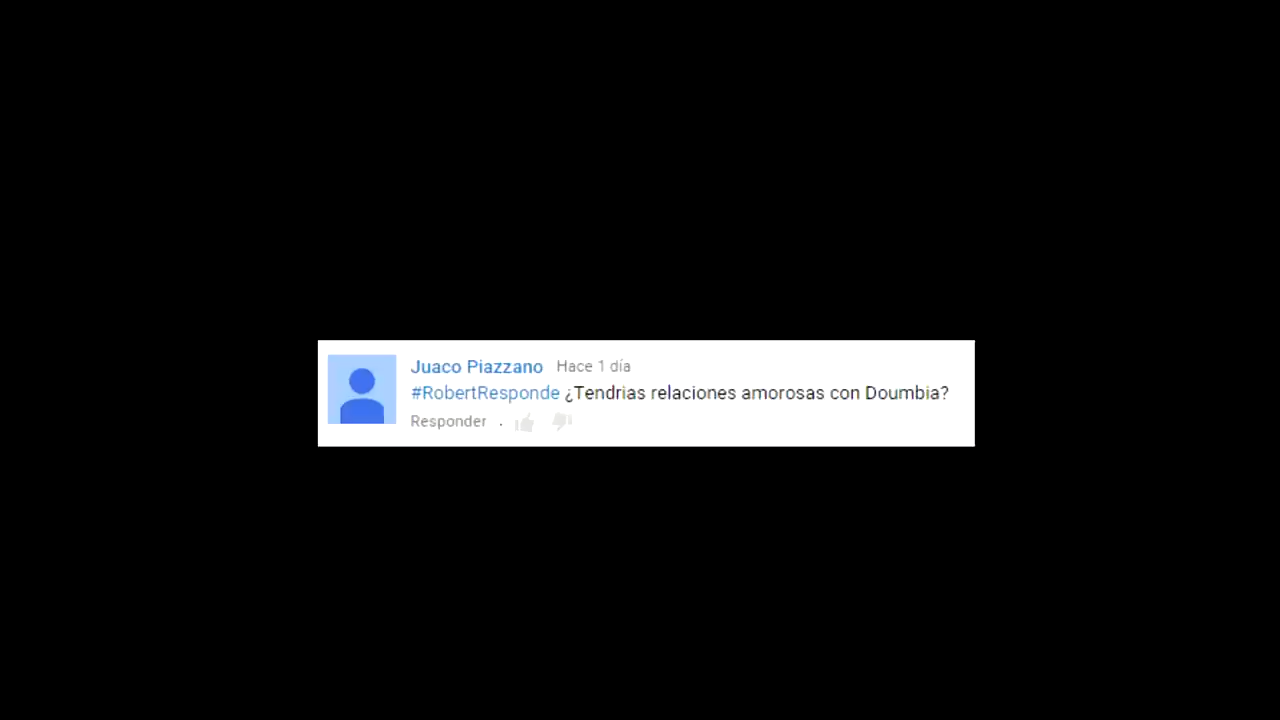 Juaco Piazzano Hace 1 día
#RobertResponde ¿Tendrias relaciones amorosas con Doumbia?
Responder .